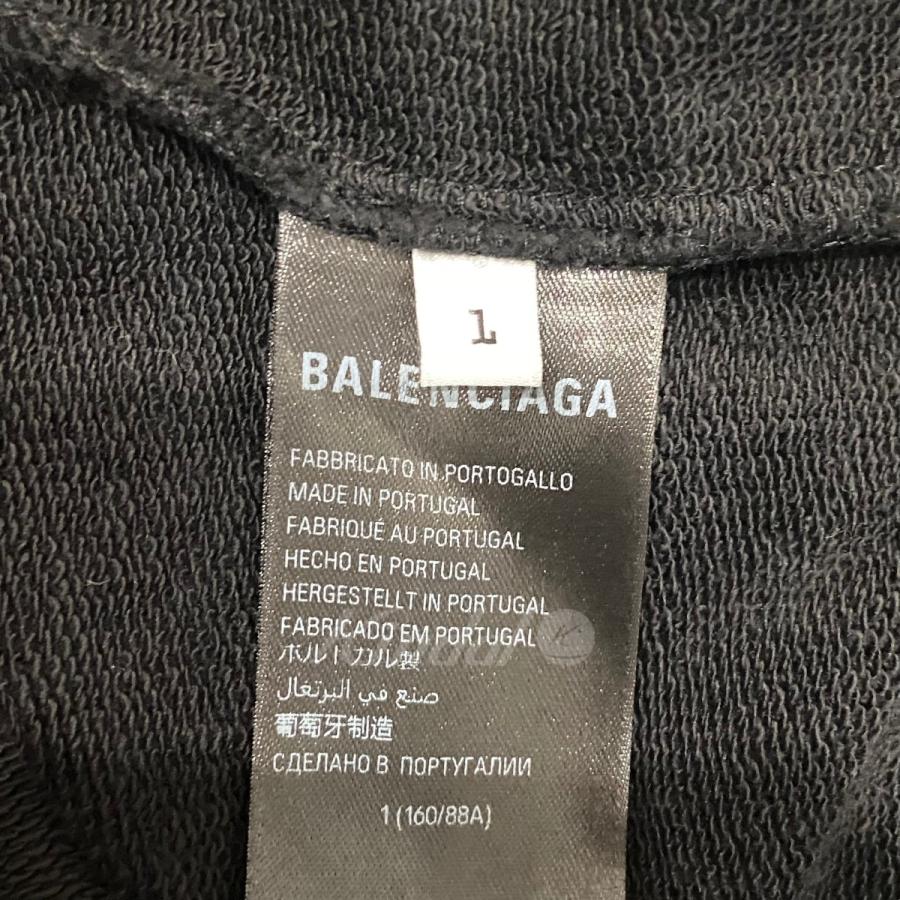 1
BALENCIAGA
FABBRICATO IN PORTOGALLO
MADE IN PORTUGAL
FABRIQUÉ AU PORTUGAL
HECHO EN PORTUGAL
HERGESTELLT IN PORTUGAL
FABRICADO EM PORTUGAL
ポルトガル製
صنع في البرتغال
葡萄牙制造
СДЕЛАНО В ПОРТУГАЛИИ
1 (160/88A)